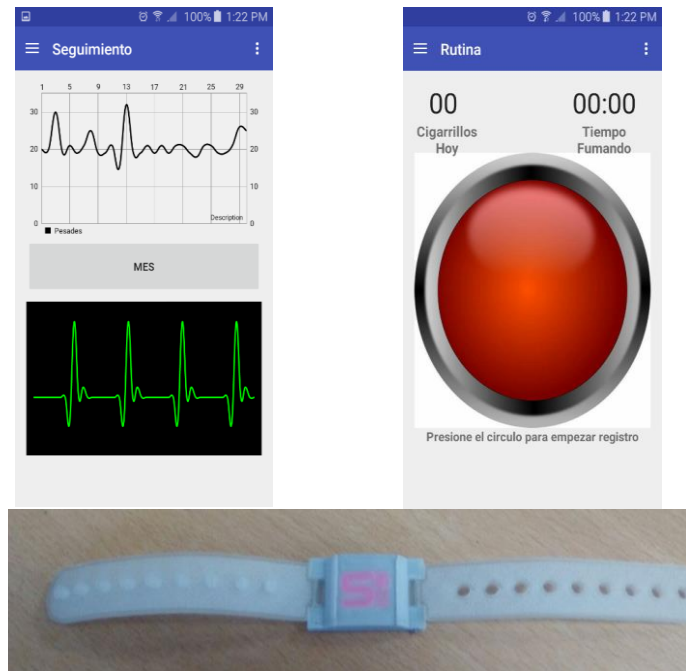 100% 1:22 PM
Seguimiento
1 5 9 13 17 21 25 29
30 30
20 20
10 10
0 0
Description
Pesades
MES
100% 1:22 PM
Rutina
00 00:00
Cigarrillos Tiempo
Hoy Fumando
Presione el circulo para empezar registro
SI